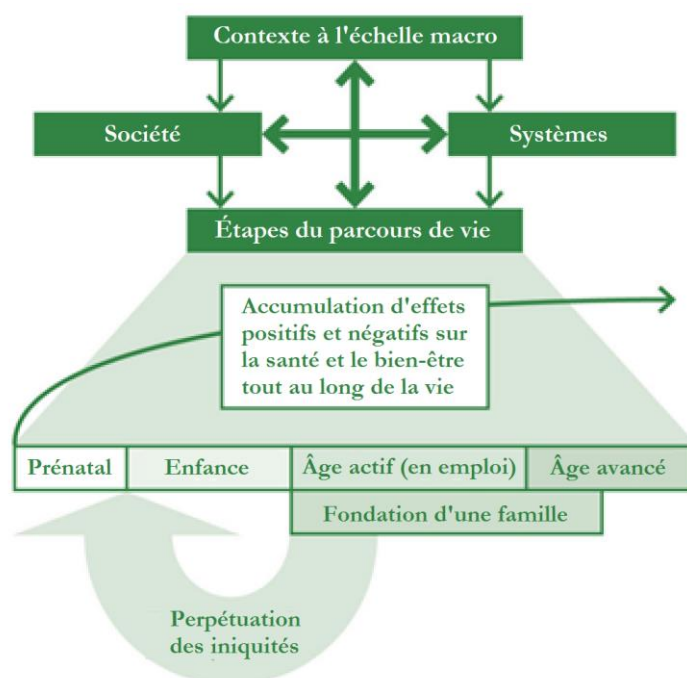 Contexte à l'échelle macro
Société
Systèmes
Étapes du parcours de vie
Accumulation d'effets
positifs et négatifs sur
la santé et le bien-être
tout au long de la vie
Prénatal
Enfance
Âge actif (en emploi)
Âge avancé
Fondation d'une famille
Perpétuation
des iniquités